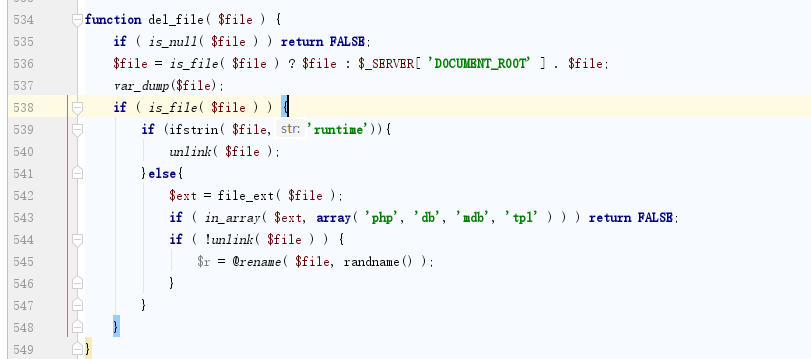 534 function del_file( $file ) {
535 if ( is_null( $file ) ) return FALSE;
536 $file = is_file( $file ) ? $file : $_SERVER[ 'DOCUMENT_ROOT' ] . $file;
537 var_dump($file);
538 if ( is_file( $file ) ) {
539 if (ifstrin( $file, str: 'runtime')){
540 unlink( $file );
541 }else{
542 $ext = file_ext( $file );
543 if ( in_array( $ext, array( 'php', 'db', 'mdb', 'tpl' ) ) ) return FALSE;
544 if ( !unlink( $file ) ) {
545 $r = @rename( $file, randname() );
546 }
547 }
548 }
549 }